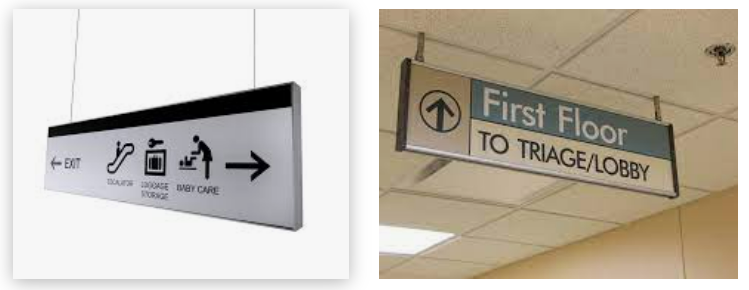 ← EXIT
ESCALATOR
LUGGAGE
STORAGE
BABY CARE →
First Floor
TO TRIAGE/LOBBY